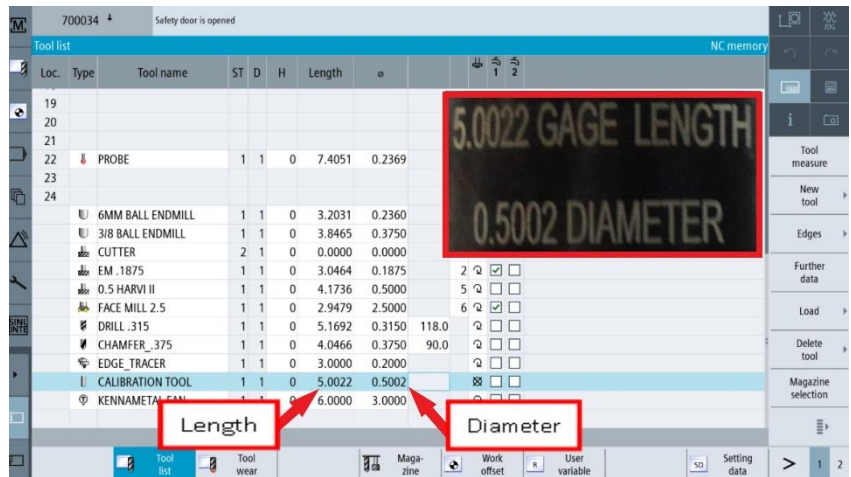 700034 Safety door is opened
JOG
Tool list NC memory
Loc. Type Tool name ST D H Length ø 1 2
19
20
21
22 PROBE 1 1 0 7.4051 0.2369
23
24
6MM BALL ENDMILL 1 1 0 3.2031 0.2360
3/8 BALL ENDMILL 1 1 0 3.8465 0.3750
CUTTER 2 1 0 0.0000 0.0000
EM .1875 1 1 0 3.0464 0.1875 2
0.5 HARVI II 1 1 0 4.1736 0.5000 5
FACE MILL 2.5 1 1 0 2.9479 2.5000 6
DRILL .315 1 1 0 5.1692 0.3150 118.0
CHAMFER_.375 1 1 0 4.0466 0.3750 90.0
EDGE_TRACER 1 1 0 3.0000 0.2000
CALIBRATION TOOL 1 1 0 5.0022 0.5002
KENNAMETAL FAN 1 1 0 6.0000 3.0000
5.0022 GAGE LENGTH
0.5002 DIAMETER
Length
Diameter
Tool
measure
New
tool
Edges
Further
data
Load
Delete
tool
Magazine
selection
Tool
list
Tool
wear
Maga-
zine
Work
offset
R User
variable
SD Setting
data
> 1 2
M